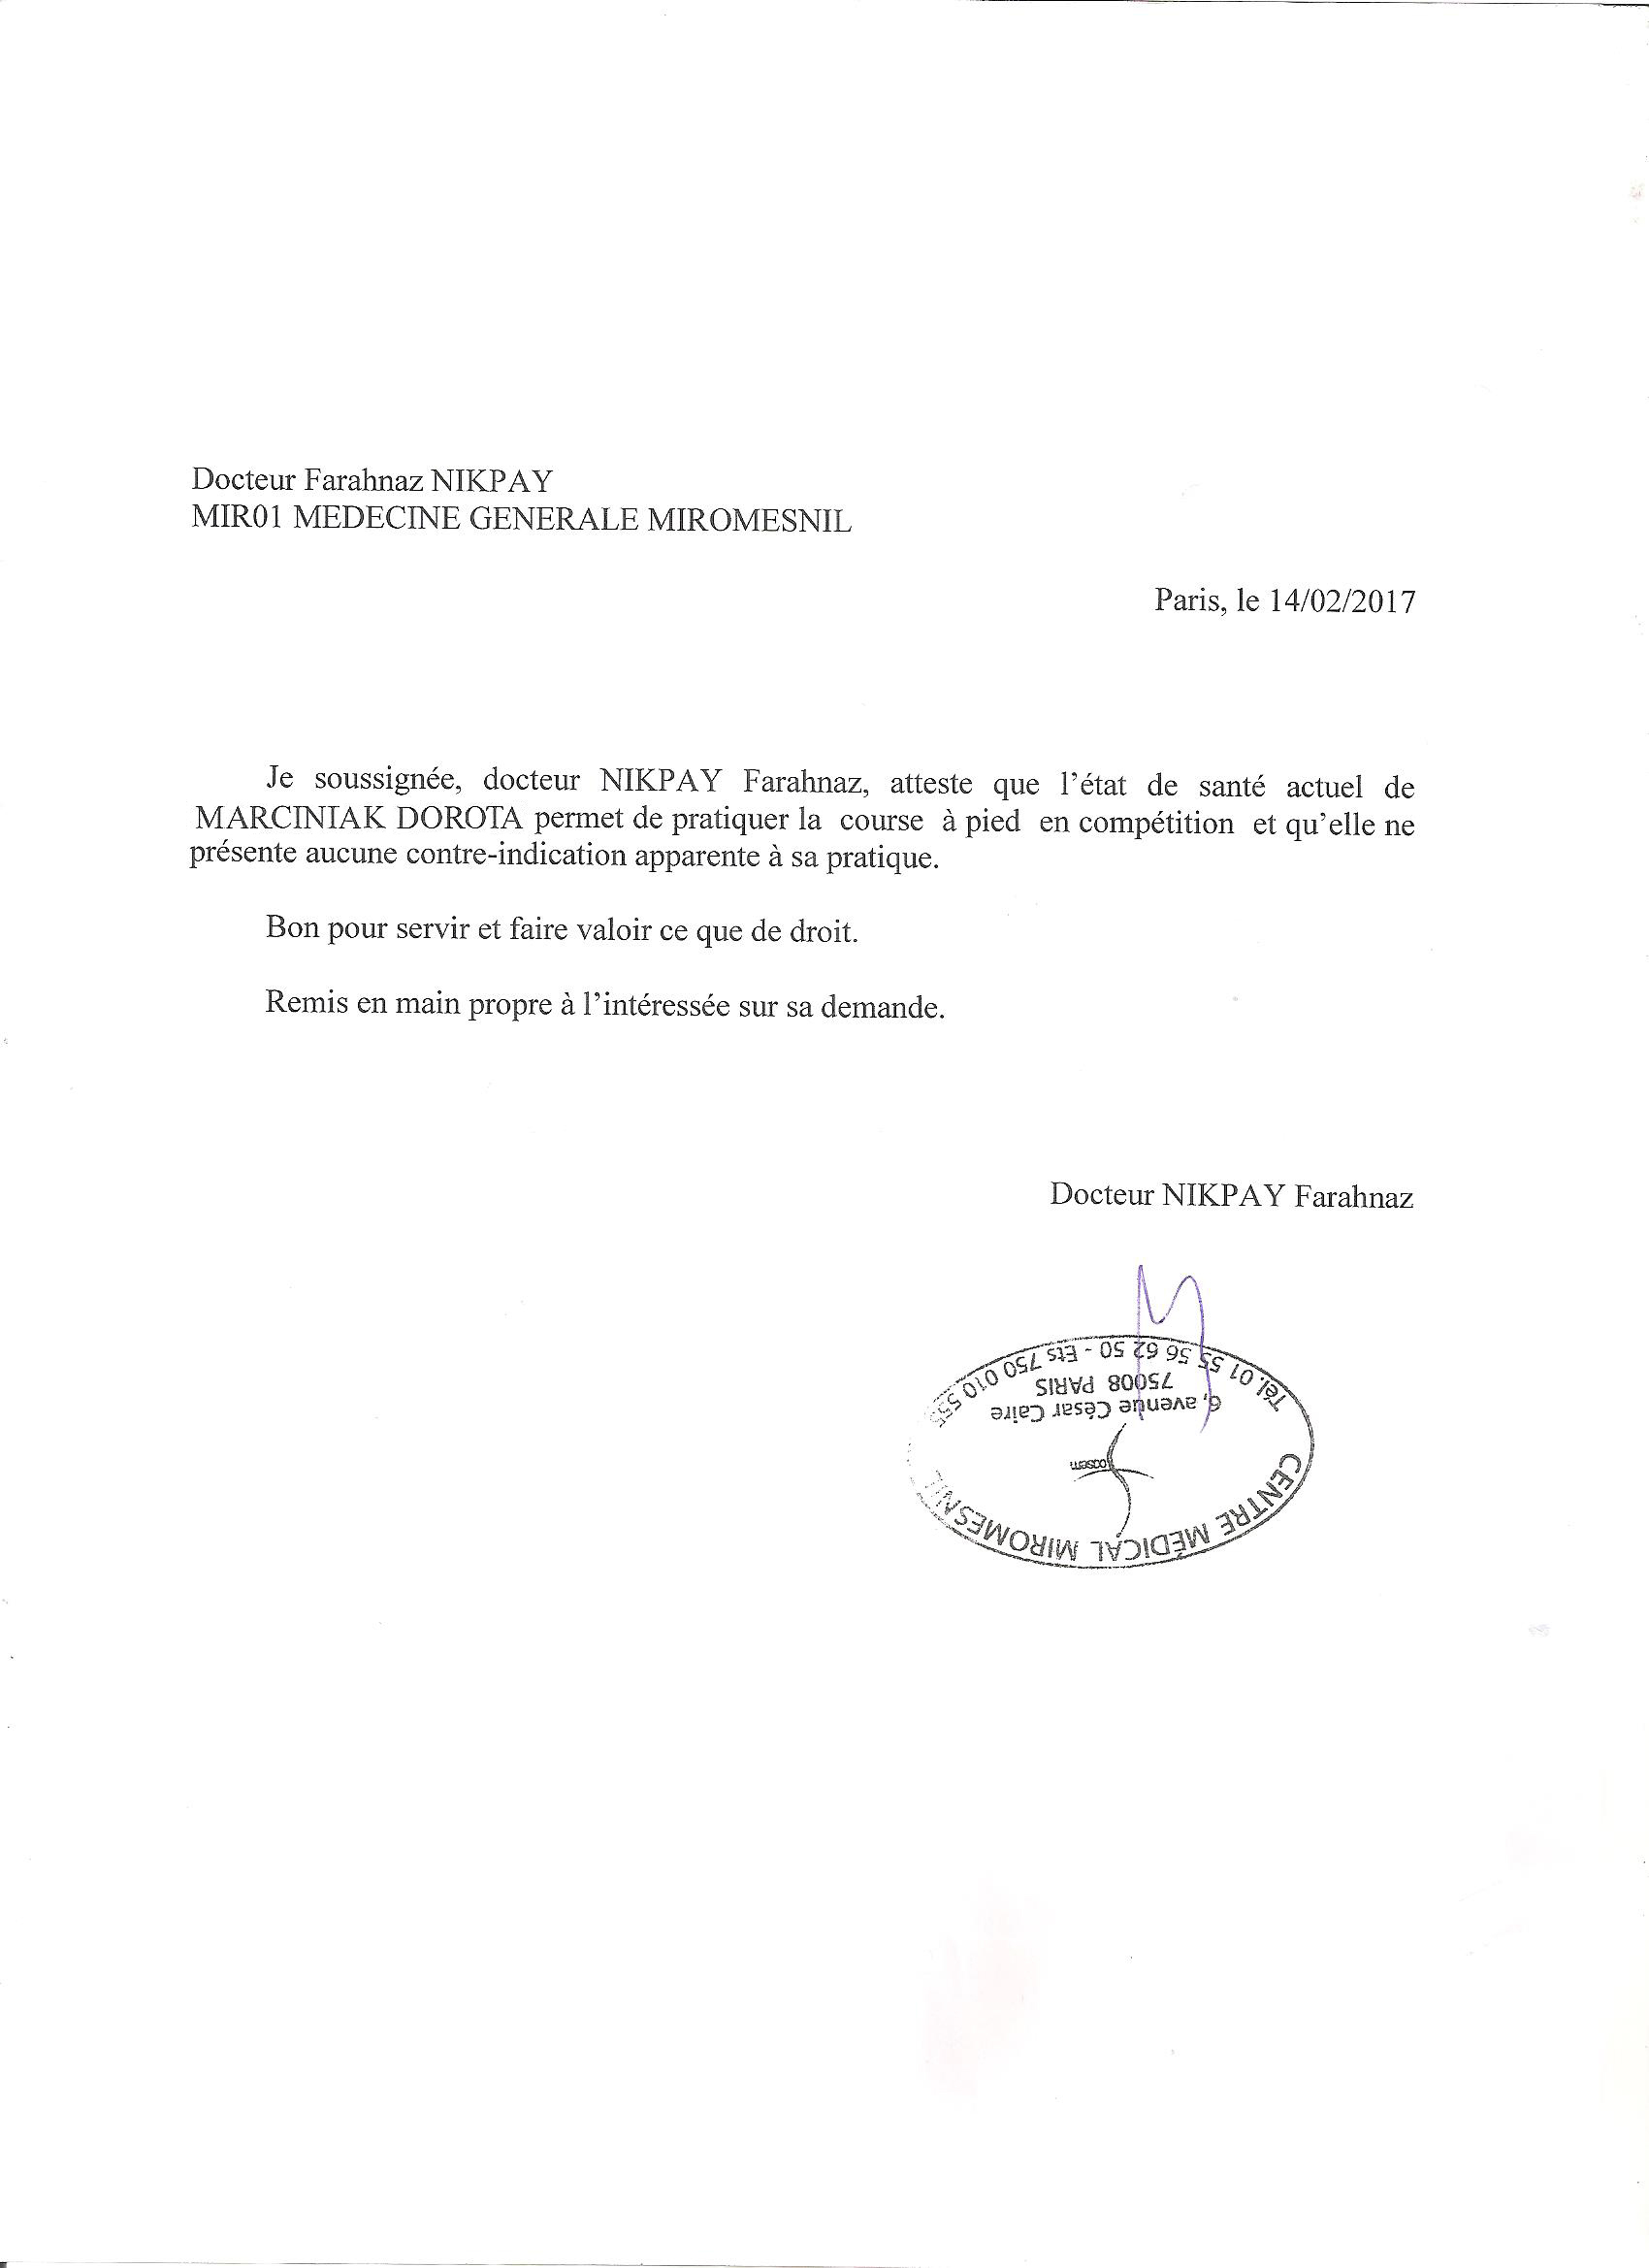 Docteur Farahnaz NIKPAY
MIR01 MEDECINE GENERALE MIROMESNIL
Paris, le 14/02/2017
Je soussignée, docteur NIKPAY Farahnaz, atteste que l'état de santé actuel de
MARCINIAK DOROTA permet de pratiquer la course à pied en compétition et qu'elle ne
présente aucune contre-indication apparente à sa pratique.
Bon pour servir et faire valoir ce que de droit.
Remis en main propre à l'intéressée sur sa demande.
Docteur NIKPAY Farahnaz
CENTRE MÉDICAL MIROMESNIL
cosem
6, avenue César Caire
75008 PARIS
Tél. 01 55 56 62 50 - Ets 750 010